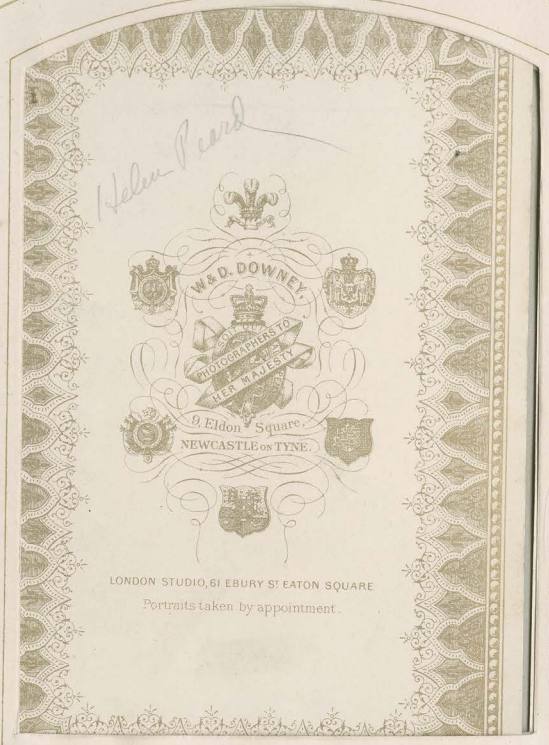 Helen Peard
W & D. DOWNEY,
PHOTOGRAPHERS TO
HER MAJESTY
9, Eldon Square,
NEWCASTLE ON TYNE.
LONDON STUDIO, 61 EBURY ST EATON SQUARE
Portraits taken by appointment.